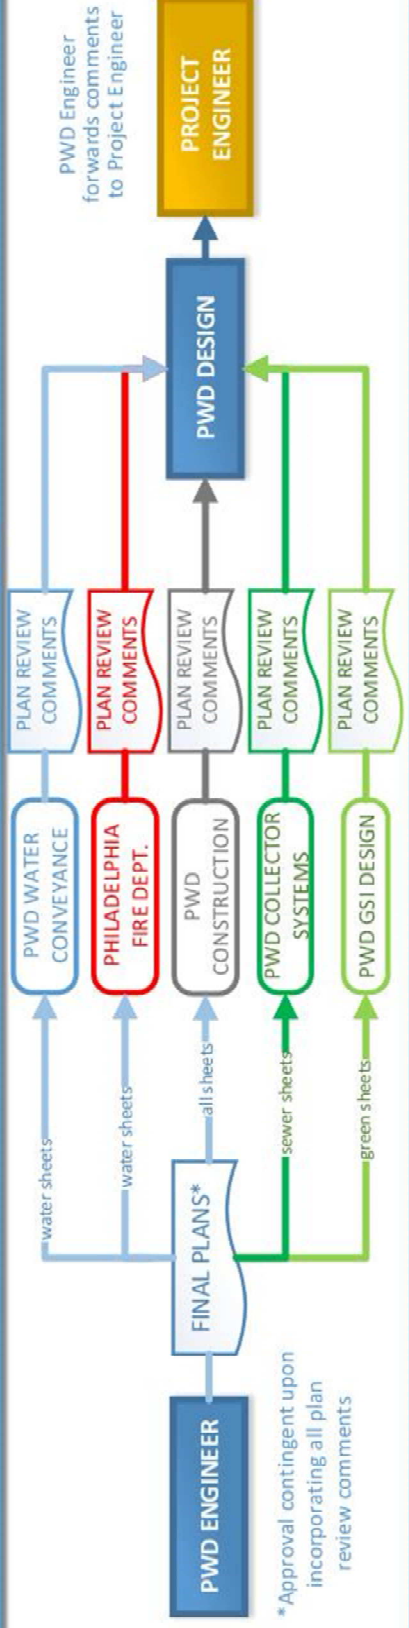 PWD ENGINEER
*Approval contingent upon
incorporating all plan
review comments
FINAL PLANS*
water sheets
water sheets
all sheets
sewer sheets
green sheets
PWD WATER
CONVEYANCE
PHILADELPHIA
FIRE DEPT.
PWD
CONSTRUCTION
PWD COLLECTOR
SYSTEMS
PWD GSI DESIGN
PLAN REVIEW
COMMENTS
PLAN REVIEW
COMMENTS
PLAN REVIEW
COMMENTS
PLAN REVIEW
COMMENTS
PLAN REVIEW
COMMENTS
PWD DESIGN
PWD Engineer
forwards comments
to Project Engineer
PROJECT
ENGINEER